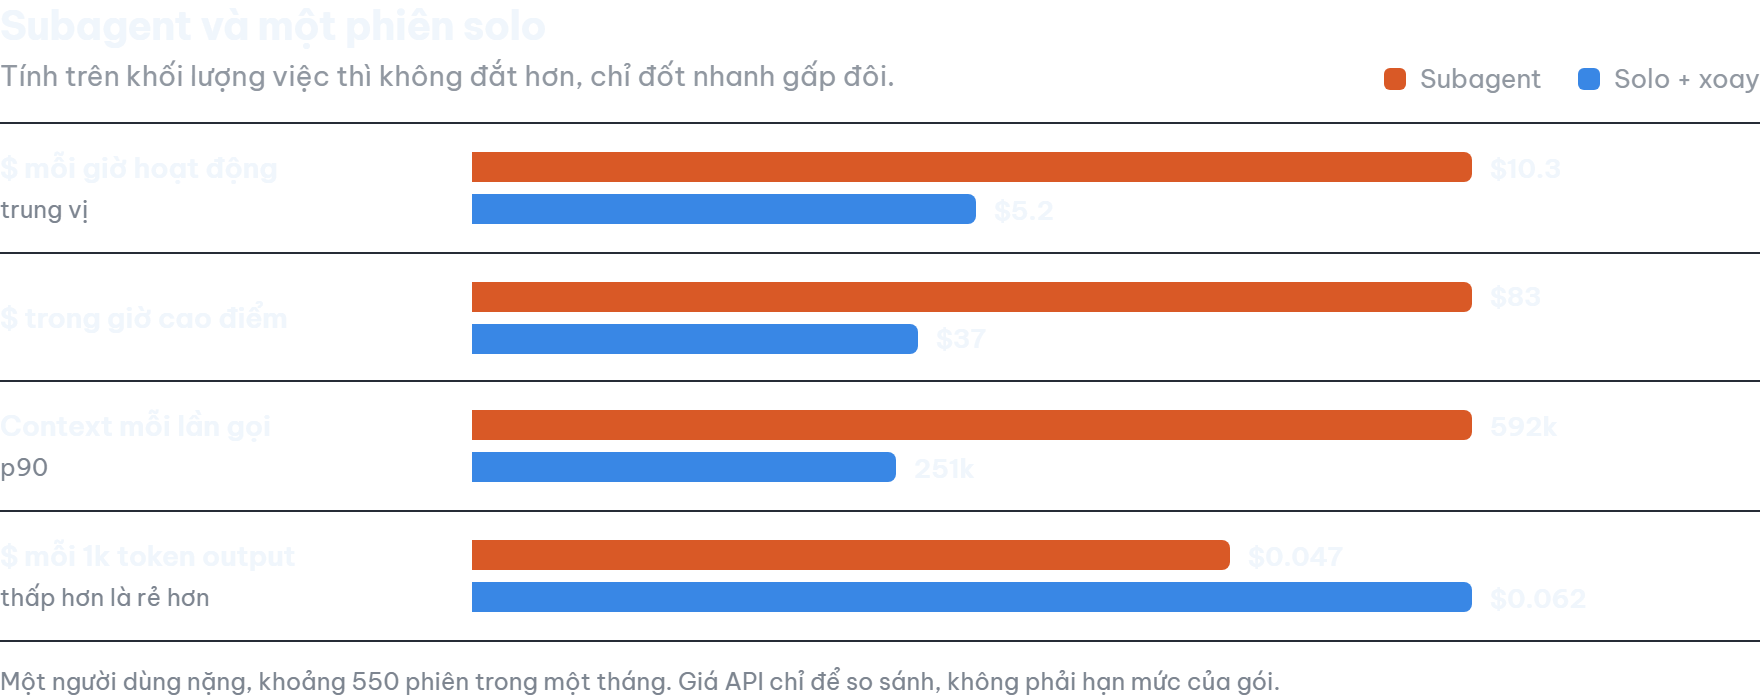 Subagent và một phiên solo
Tính trên khối lượng việc thì không đắt hơn, chỉ đốt nhanh gấp đôi.
Subagent
Solo + xoay
$ mỗi giờ hoạt động
trung vị
$10.3
$5.2
$ trong giờ cao điểm
$83
$37
Context mỗi lần gọi
p90
592k
251k
$ mỗi 1k token output
thấp hơn là rẻ hơn
$0.047
$0.062
Một người dùng nặng, khoảng 550 phiên trong một tháng. Giá API chỉ để so sánh, không phải hạn mức của gói.